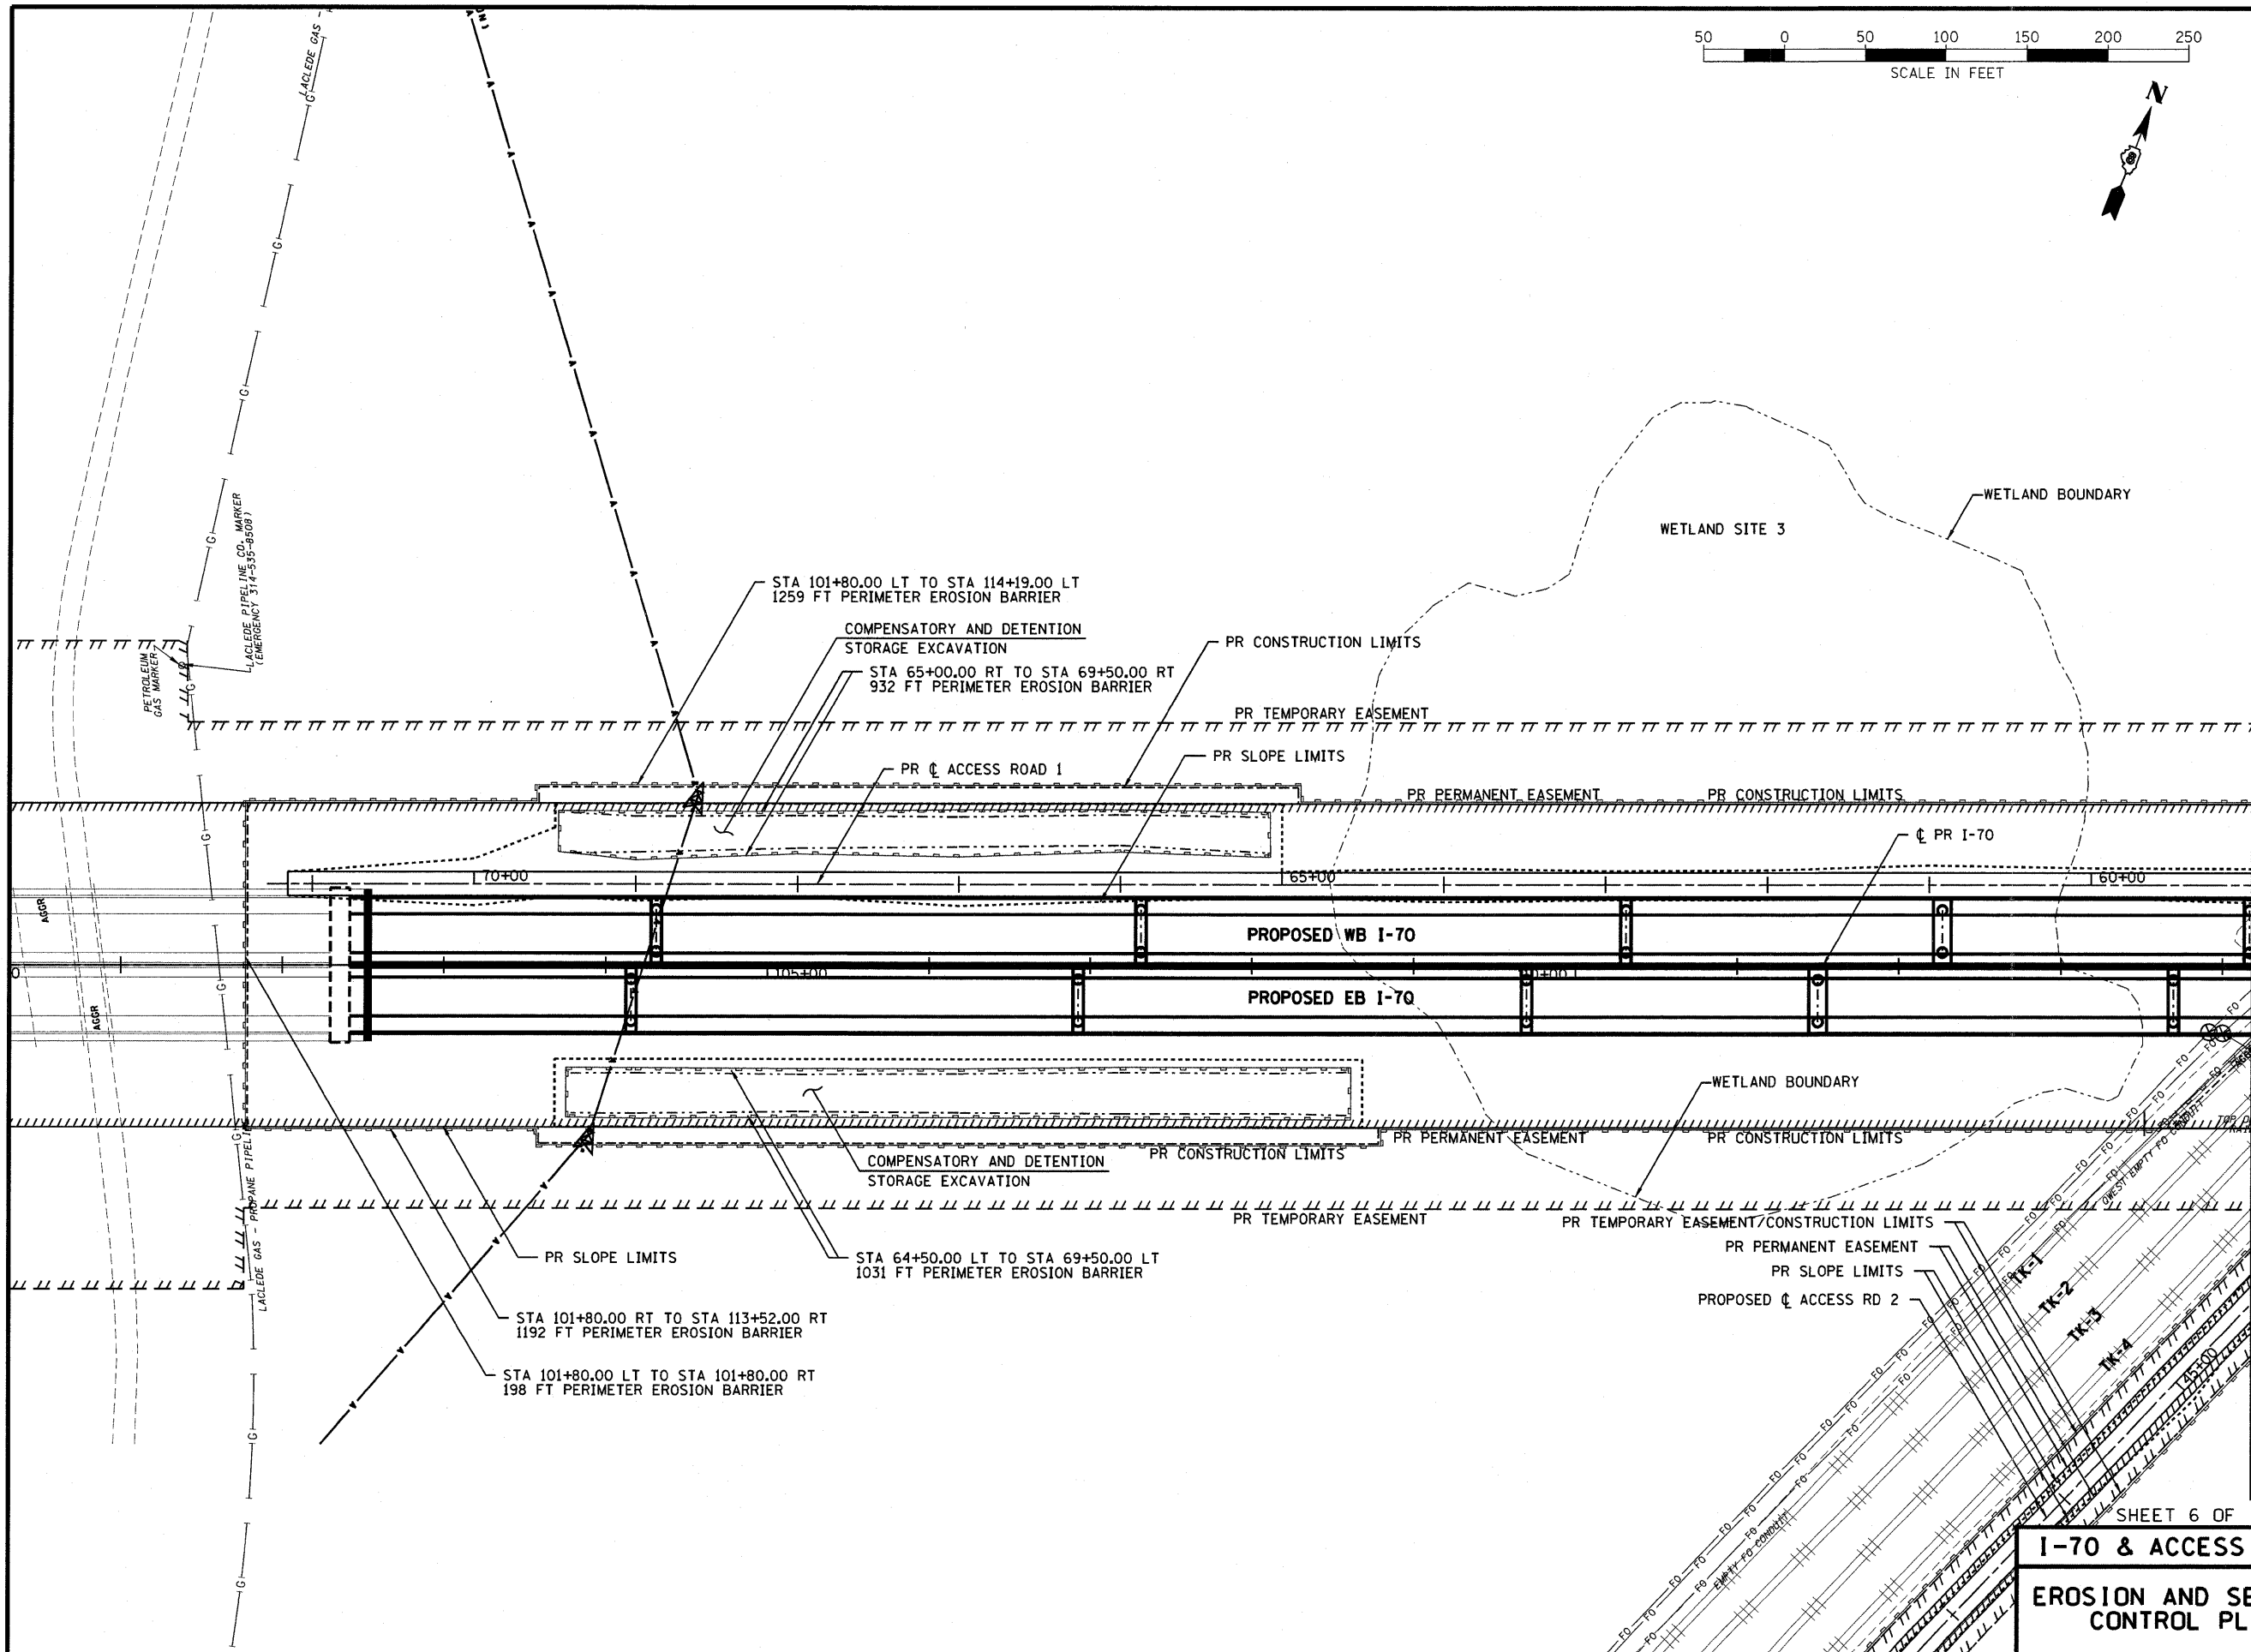 50 0 50 100 150 200 250
SCALE IN FEET
N
LACLEDE GAS
WETLAND BOUNDARY
WETLAND SITE 3
LACLEDE PIPELINE CO. MARKER
(EMERGENCY 314-535-8508)
PETROLEUM
GAS MARKER
STA 101+80.00 LT TO STA 114+19.00 LT
1259 FT PERIMETER EROSION BARRIER
COMPENSATORY AND DETENTION
STORAGE EXCAVATION
PR CONSTRUCTION LIMITS
STA 65+00.00 RT TO STA 69+50.00 RT
932 FT PERIMETER EROSION BARRIER
PR TEMPORARY EASEMENT
PR SLOPE LIMITS
PR ℄ ACCESS ROAD 1
PR PERMANENT EASEMENT
PR CONSTRUCTION LIMITS
℄ PR I-70
70+00
65+00
60+00
AGGR
PROPOSED WB I-70
105+00
AGGR
PROPOSED EB I-70
WETLAND BOUNDARY
PR PERMANENT EASEMENT
PR CONSTRUCTION LIMITS
PR CONSTRUCTION LIMITS
COMPENSATORY AND DETENTION
STORAGE EXCAVATION
LACLEDE GAS - PROPANE PIPELIN
QWEST EMPTY FO CONDUIT
PR TEMPORARY EASEMENT
PR TEMPORARY EASEMENT/CONSTRUCTION LIMITS
PR PERMANENT EASEMENT
PR SLOPE LIMITS
PROPOSED ℄ ACCESS RD 2
PR SLOPE LIMITS
STA 64+50.00 LT TO STA 69+50.00 LT
1031 FT PERIMETER EROSION BARRIER
STA 101+80.00 RT TO STA 113+52.00 RT
1192 FT PERIMETER EROSION BARRIER
STA 101+80.00 LT TO STA 101+80.00 RT
198 FT PERIMETER EROSION BARRIER
TK-1
TK-2
TK-3
TK-4
145+00
EMPTY FO CONDUIT
SHEET 6 OF
I-70 & ACCESS
EROSION AND SE
CONTROL PL